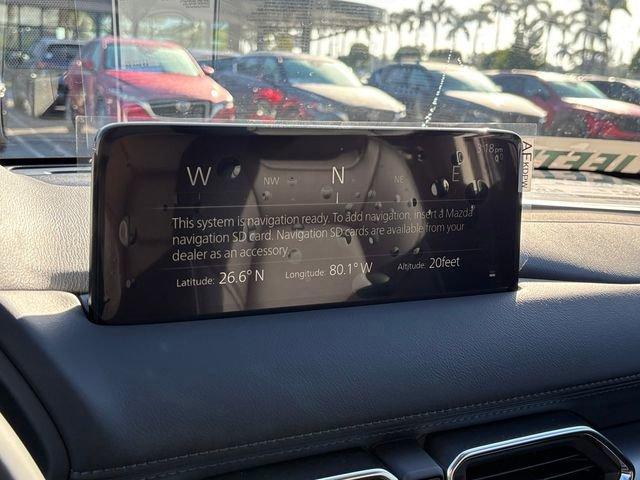 3:18pm
W NW N NE E
This system is navigation ready. To add navigation, insert a Mazda
navigation SD card. Navigation SD cards are available from your
dealer as an accessory.
Latitude: 26.6° N Longitude: 80.1° W Altitude: 20feet